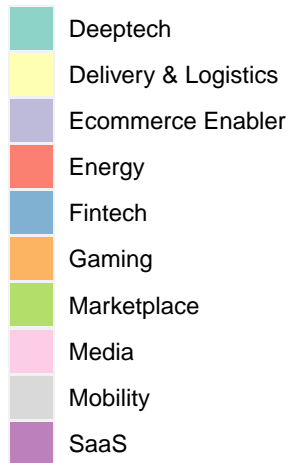 Deeptech
Delivery & Logistics
Ecommerce Enabler
Energy
Fintech
Gaming
Marketplace
Media
Mobility
SaaS